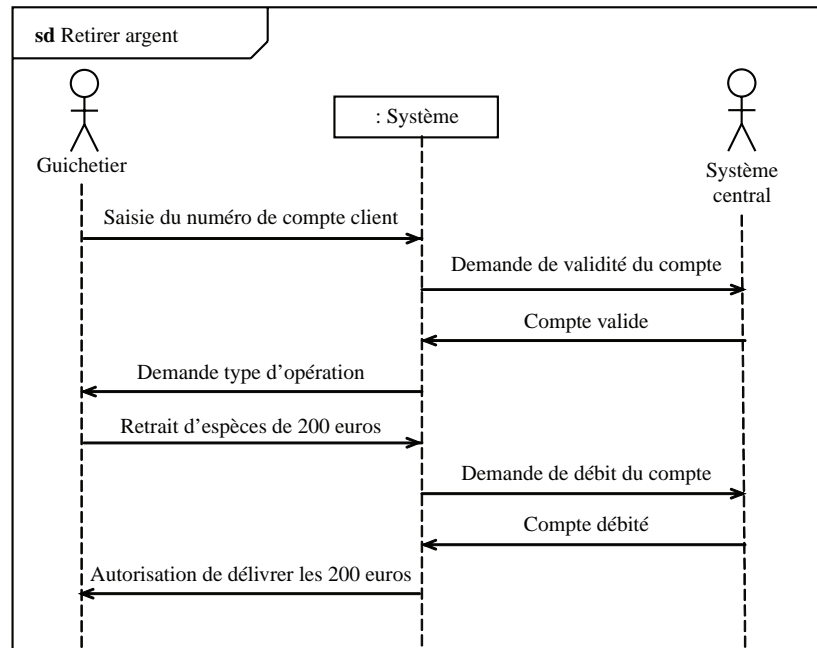 sd Retirer argent
Guichetier
: Système
Système
central
Saisie du numéro de compte client
Demande de validité du compte
Compte valide
Demande type d’opération
Retrait d’espèces de 200 euros
Demande de débit du compte
Compte débité
Autorisation de délivrer les 200 euros